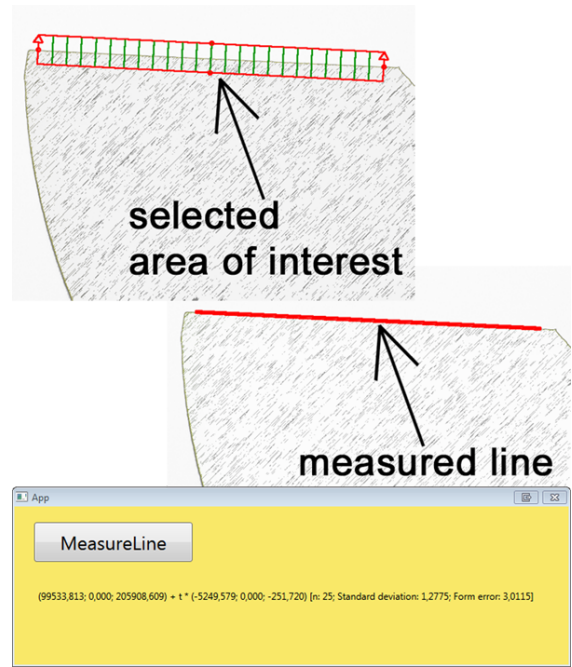 selected
area of interest
measured line
App
MeasureLine
(99533,813; 0,000; 205908,609) + t * (-5249,579; 0,000; -251,720) [n: 25; Standard deviation: 1,2775; Form error: 3,0115]